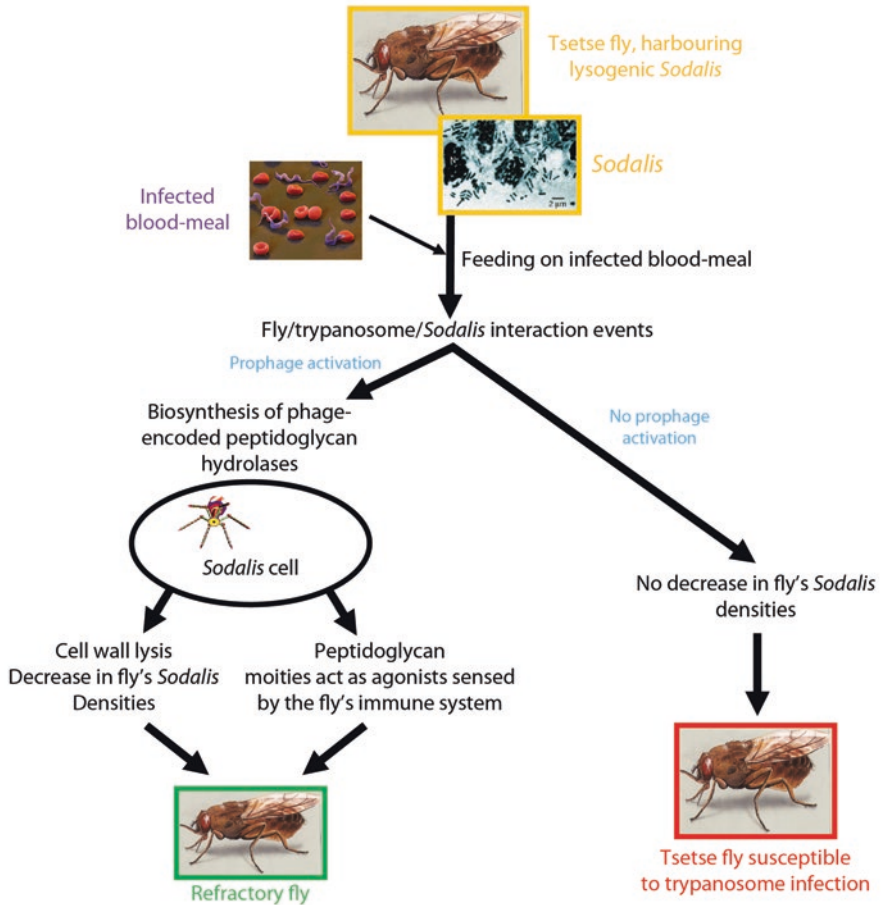 Tsetse fly, harbouring
lysogenic Sodalis
Sodalis
2 µm
Infected
blood-meal
Feeding on infected blood-meal
Fly/trypanosome/Sodalis interaction events
Prophage activation
No prophage
activation
Biosynthesis of phage-
encoded peptidoglycan
hydrolases
Sodalis cell
No decrease in fly's Sodalis
densities
Cell wall lysis
Decrease in fly's Sodalis
Densities
Peptidoglycan
moities act as agonists sensed
by the fly's immune system
Refractory fly
Tsetse fly susceptible
to trypanosome infection